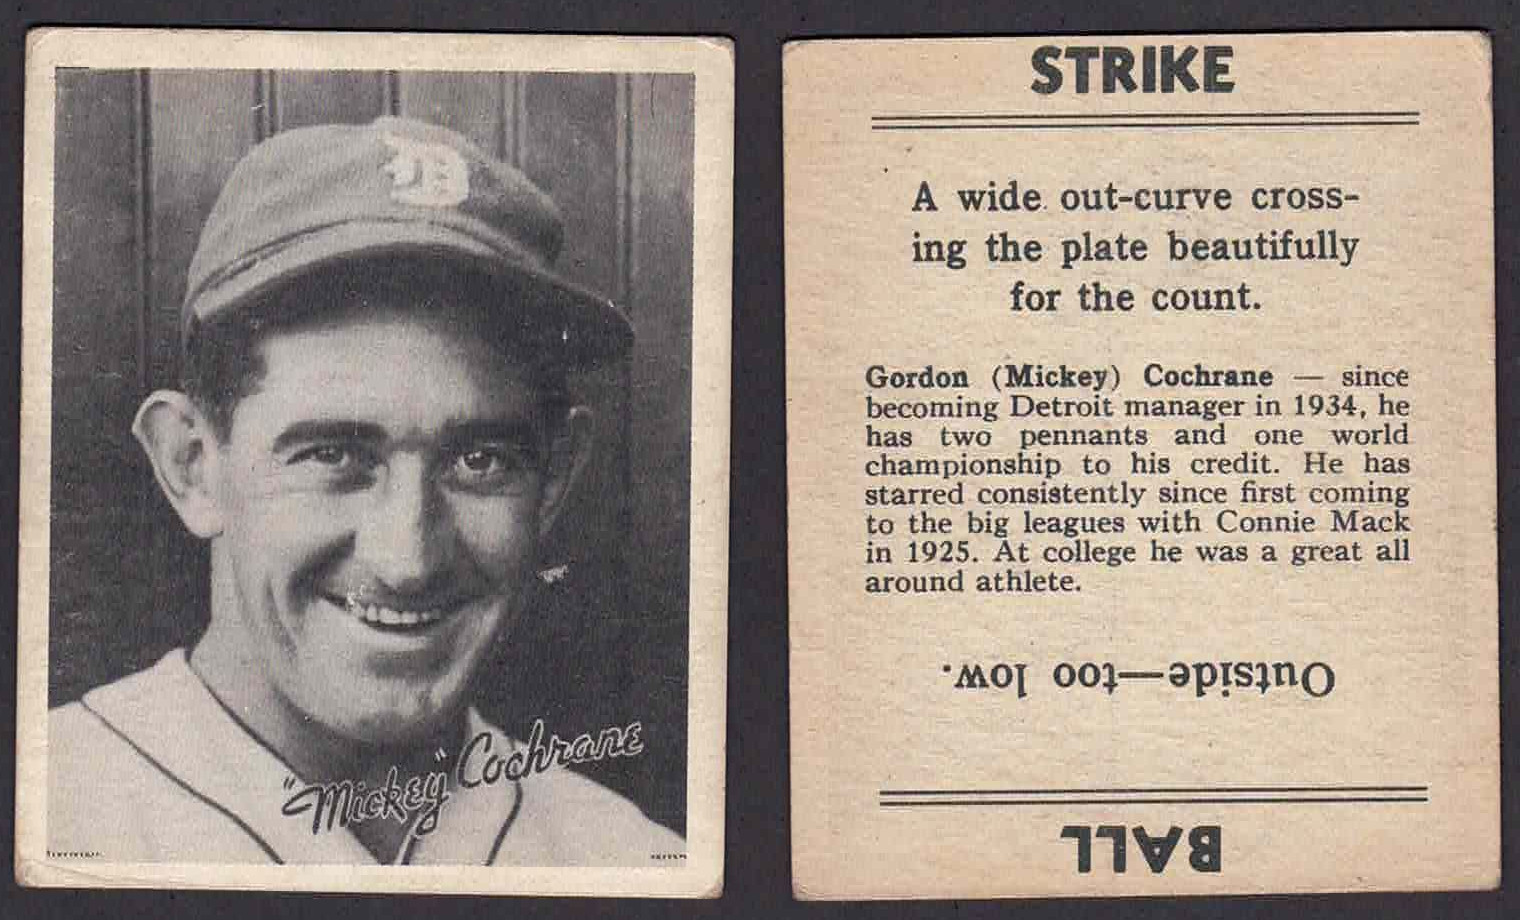 D
"Mickey" Cochrane
STRIKE
A wide out-curve cross-
ing the plate beautifully
for the count.
Gordon (Mickey) Cochrane — since
becoming Detroit manager in 1934, he
has two pennants and one world
championship to his credit. He has
starred consistently since first coming
to the big leagues with Connie Mack
in 1925. At college he was a great all
around athlete.
Outside—too low.
BALL